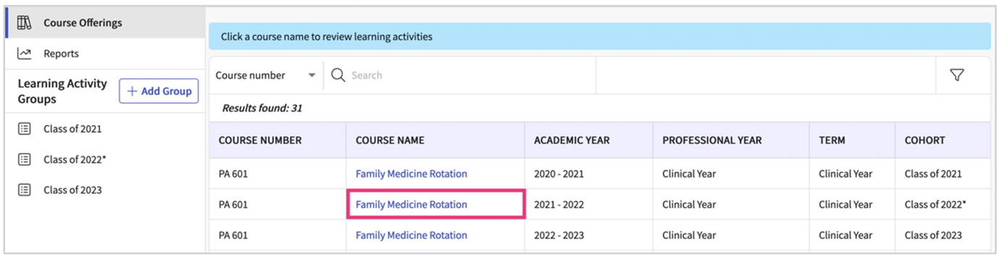 Course Offerings
Reports
Learning Activity
Groups
+ Add Group
Class of 2021
Class of 2022*
Class of 2023
Click a course name to review learning activities
Course number Search
Results found: 31
COURSE NUMBER COURSE NAME ACADEMIC YEAR PROFESSIONAL YEAR TERM COHORT
PA 601 Family Medicine Rotation 2020 - 2021 Clinical Year Clinical Year Class of 2021
PA 601 Family Medicine Rotation 2021 - 2022 Clinical Year Clinical Year Class of 2022*
PA 601 Family Medicine Rotation 2022 - 2023 Clinical Year Clinical Year Class of 2023